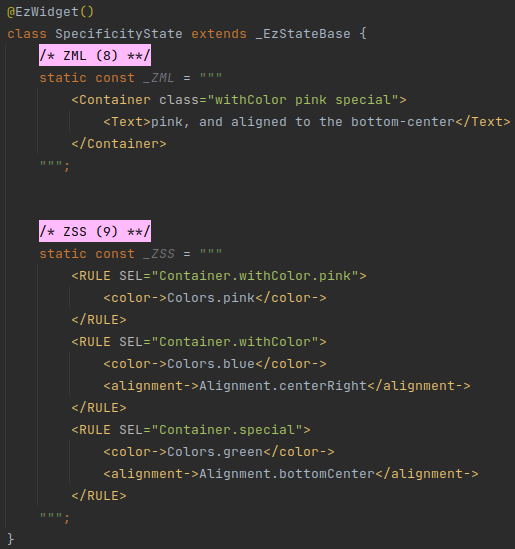 @EzWidget()
class SpecificityState extends _EzStateBase {
    /* ZML (8) **/
    static const _ZML = """
        <Container class="withColor pink special">
            <Text>pink, and aligned to the bottom-center</Text>
        </Container>
    """;
    /* ZSS (9) **/
    static const _ZSS = """
        <RULE SEL="Container.withColor.pink">
            <color->Colors.pink</color->
        </RULE>
        <RULE SEL="Container.withColor">
            <color->Colors.blue</color->
            <alignment->Alignment.centerRight</alignment->
        </RULE>
        <RULE SEL="Container.special">
            <color->Colors.green</color->
            <alignment->Alignment.bottomCenter</alignment->
        </RULE>
    """;
}